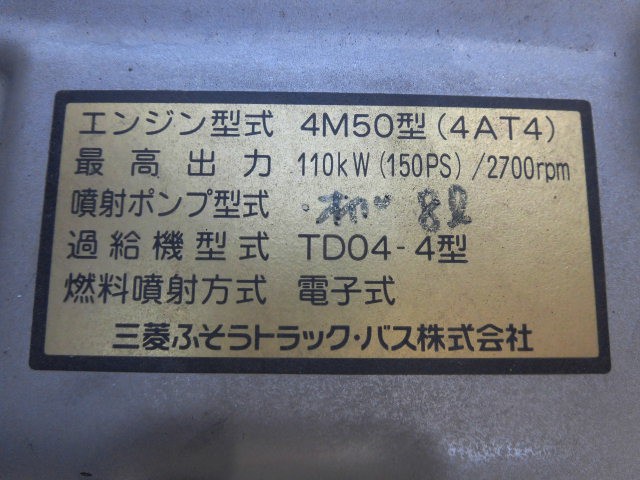 エンジン型式 4M50型(4AT4)
最高出力 110kW(150PS)/2700rpm
噴射ポンプ型式 8ℓ
過給機型式 TD04-4型
燃料噴射方式 電子式
三菱ふそうトラック・バス株式会社